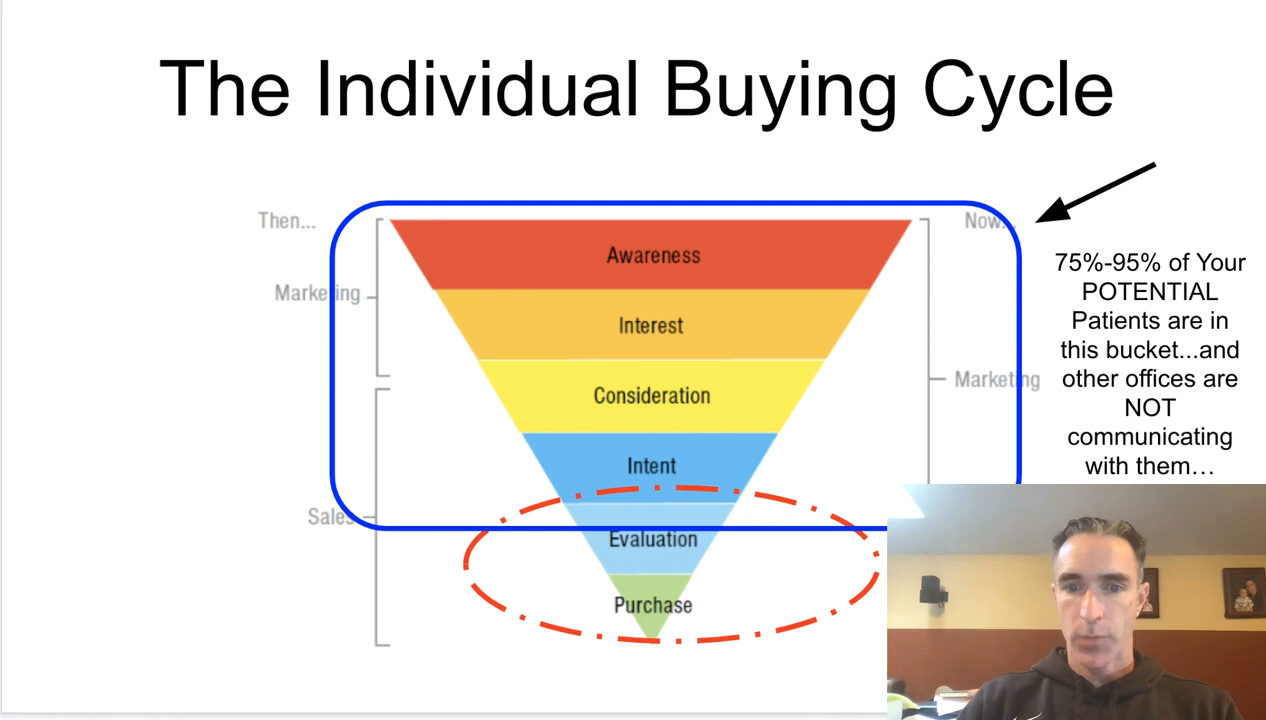 The Individual Buying Cycle
Then...
Now...
Awareness
Marketing
Interest
Consideration
Marketing
Intent
Sales
Evaluation
Purchase
75%-95% of Your
POTENTIAL
Patients are in
this bucket...and
other offices are
NOT
communicating
with them…